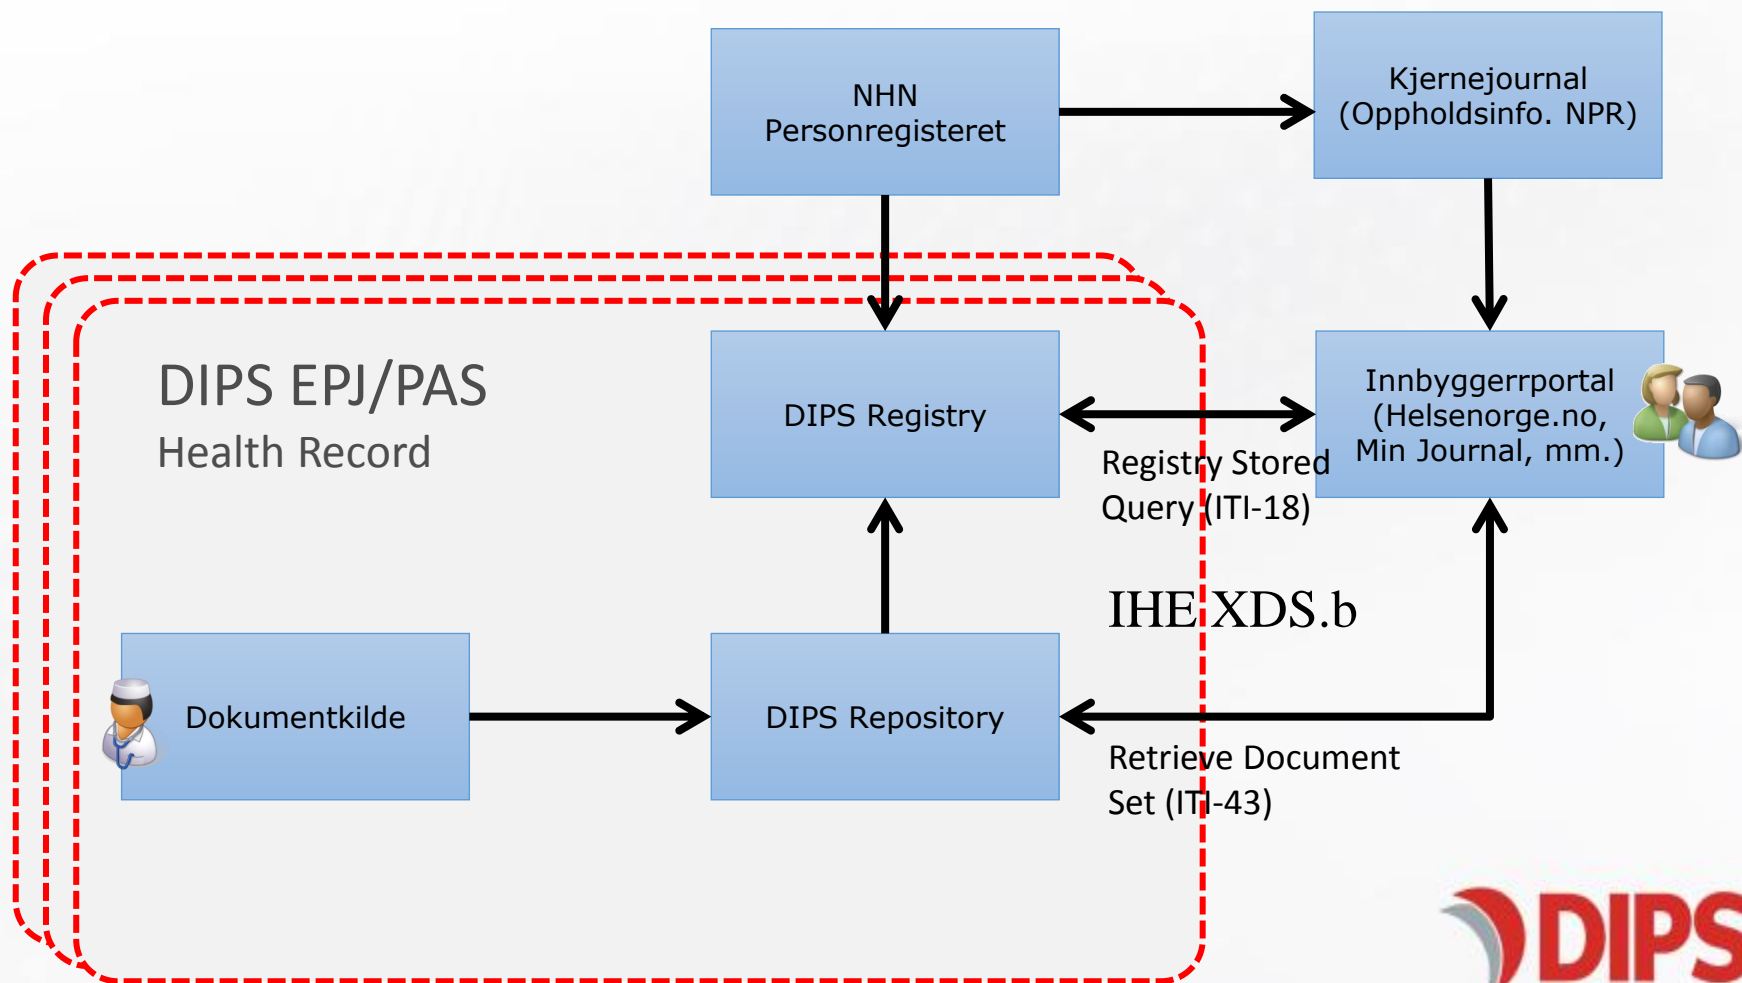 NHN
Personregisteret
Kjernejournal
(Oppholdsinfo. NPR)
DIPS EPJ/PAS
Health Record
DIPS Registry
Innbyggerrportal
(Helsenorge.no,
Min Journal, mm.)
Registry Stored
Query (ITI-18)
IHE XDS.b
Dokumentkilde
DIPS Repository
Retrieve Document
Set (ITI-43)
DIPS